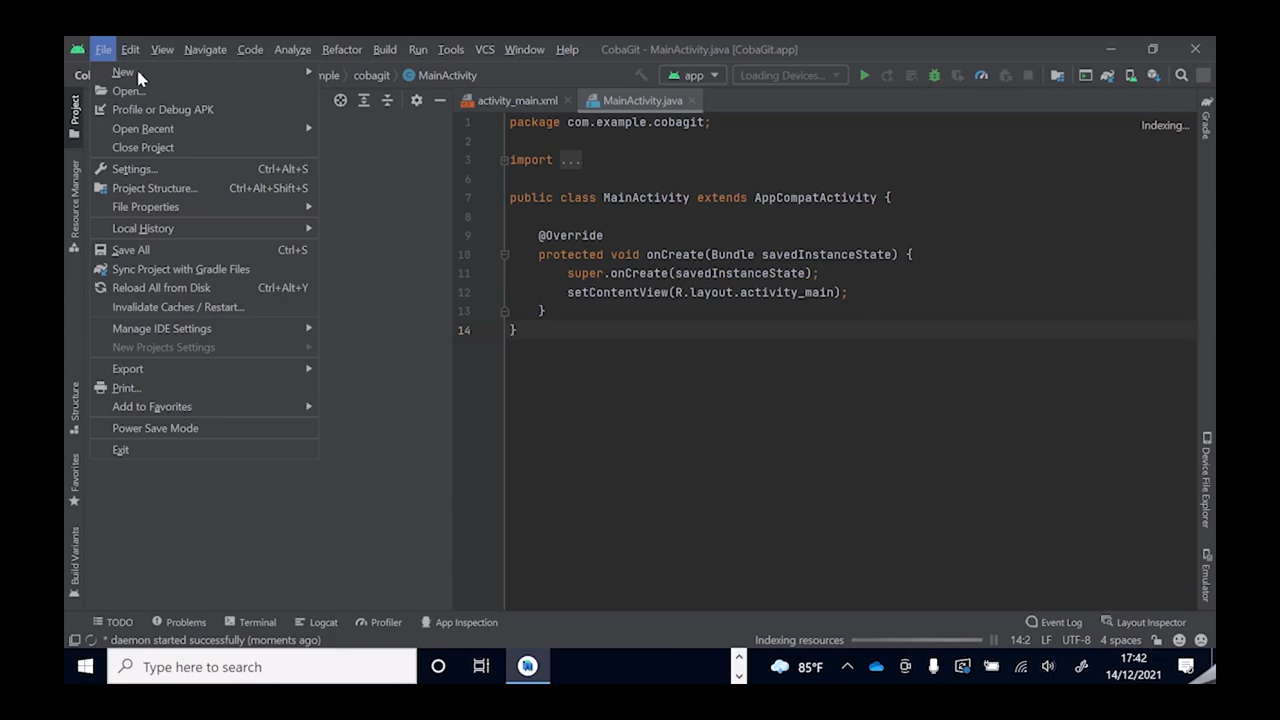 File Edit View Navigate Code Analyze Refactor Build Run Tools VCS Window Help CobaGit - MainActivity.java [CobaGit.app]
mple cobagit MainActivity app Loading Devices...
New
Open...
Profile or Debug APK
Open Recent
Close Project
Settings... Ctrl+Alt+S
Project Structure... Ctrl+Alt+Shift+S
File Properties
Local History
Save All Ctrl+S
Sync Project with Gradle Files
Reload All from Disk Ctrl+Alt+Y
Invalidate Caches / Restart...
Manage IDE Settings
New Projects Settings
Export
Print...
Add to Favorites
Power Save Mode
Exit
Project
Resource Manager
Structure
Favorites
Build Variants
activity_main.xml MainActivity.java
Indexing...
1 package com.example.cobagit;
2
3 import ...
6
7 public class MainActivity extends AppCompatActivity {
8
9 @Override
10 protected void onCreate(Bundle savedInstanceState) {
11 super.onCreate(savedInstanceState);
12 setContentView(R.layout.activity_main);
13 }
14 }
Gradle
Device File Explorer
Emulator
TODO Problems Terminal Logcat Profiler App Inspection Event Log Layout Inspector
* daemon started successfully (moments ago) Indexing resources 14:2 LF UTF-8 4 spaces
Type here to search 85°F 17:42
14/12/2021